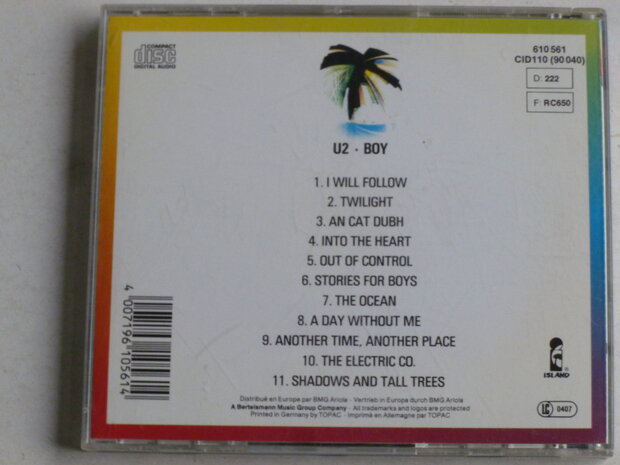 COMPACT
disc
DIGITAL AUDIO
610 561
CID110 (90 040)
D: 222
F: RC650
U2 · BOY
1. I WILL FOLLOW
2. TWILIGHT
3. AN CAT DUBH
4. INTO THE HEART
5. OUT OF CONTROL
6. STORIES FOR BOYS
7. THE OCEAN
8. A DAY WITHOUT ME
9. ANOTHER TIME, ANOTHER PLACE
10. THE ELECTRIC CO.
11. SHADOWS AND TALL TREES
4 007196 105614
ISLAND
Distribué en Europe par BMG Ariola · Vertrieb in Europe durch BMG Ariola
A Bertelsmann Music Group Company · All trademarks and logos are protected
Printed in Germany by TOPAC · Imprimé en Allemagne par TOPAC
LC 0407